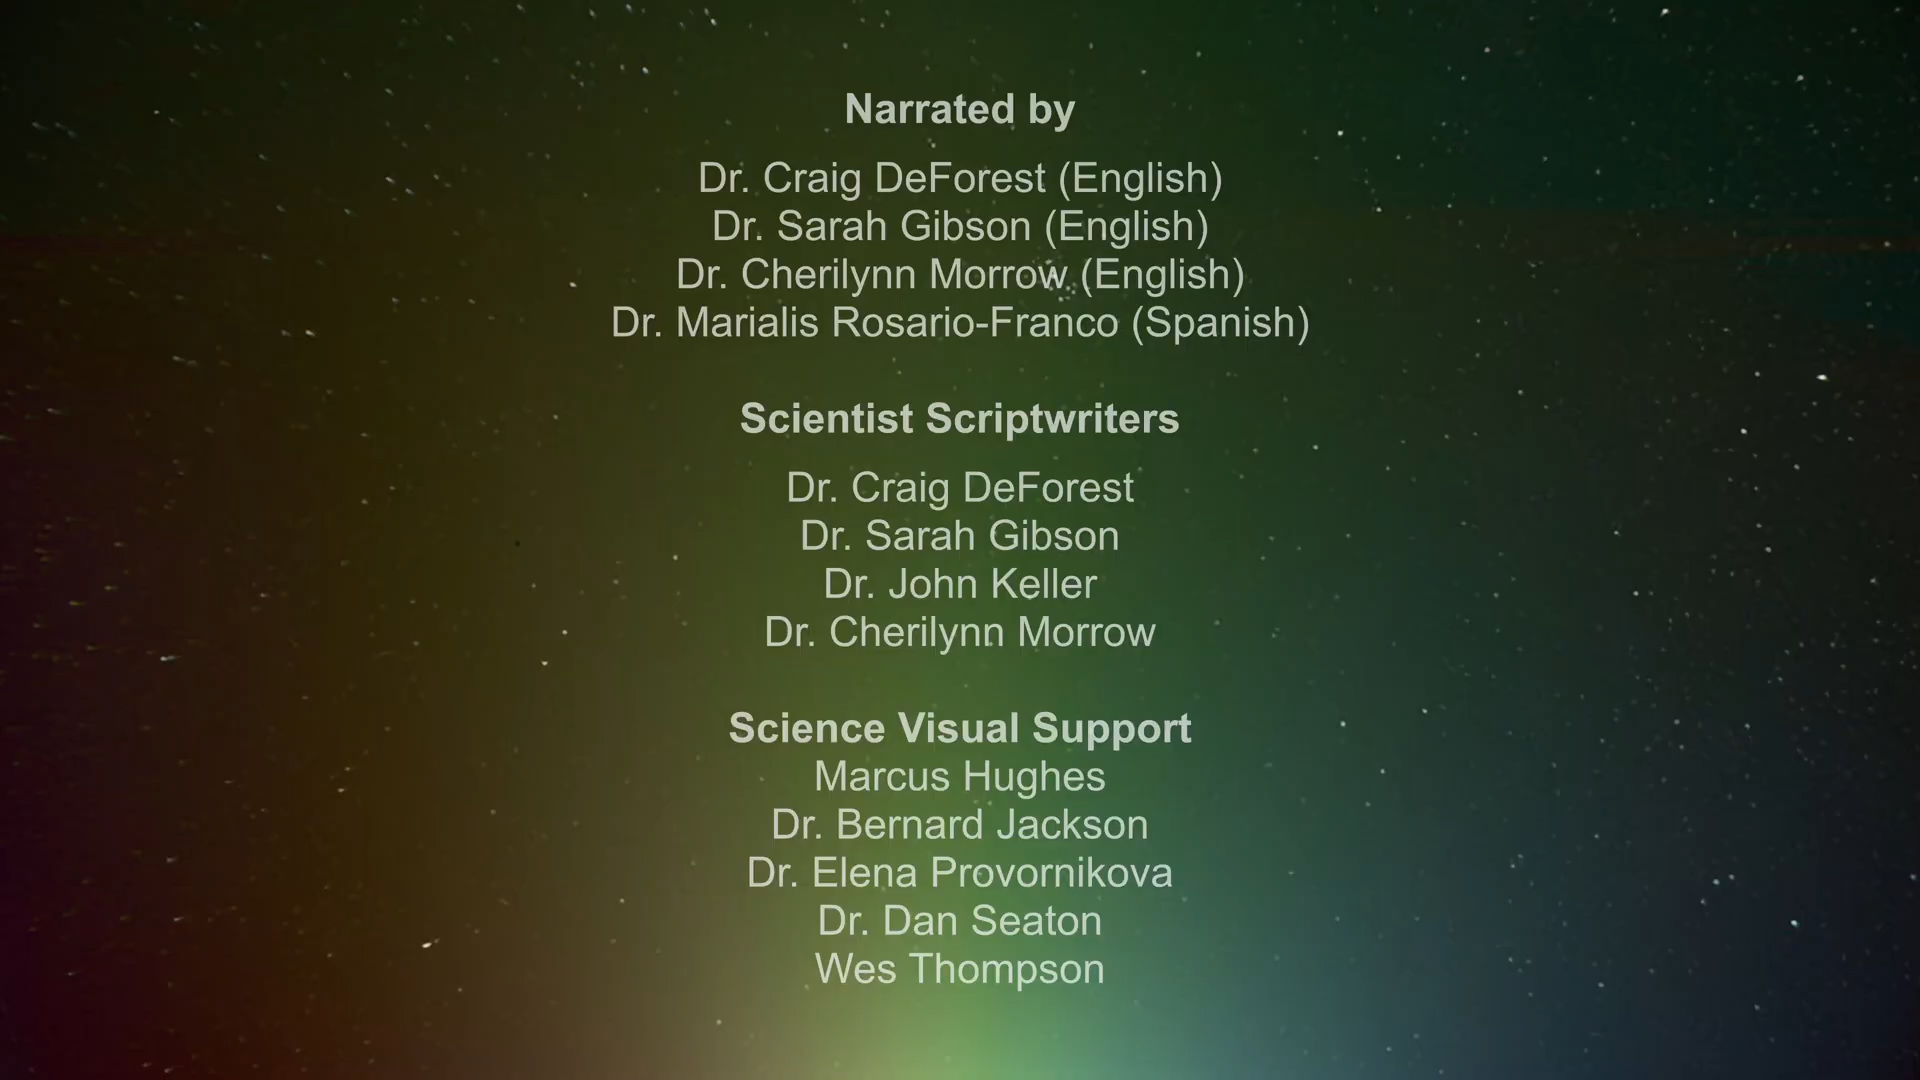 Narrated by
Dr. Craig DeForest (English)
Dr. Sarah Gibson (English)
Dr. Cherilynn Morrow (English)
Dr. Marialis Rosario-Franco (Spanish)
Scientist Scriptwriters
Dr. Craig DeForest
Dr. Sarah Gibson
Dr. John Keller
Dr. Cherilynn Morrow
Science Visual Support
Marcus Hughes
Dr. Bernard Jackson
Dr. Elena Provornikova
Dr. Dan Seaton
Wes Thompson